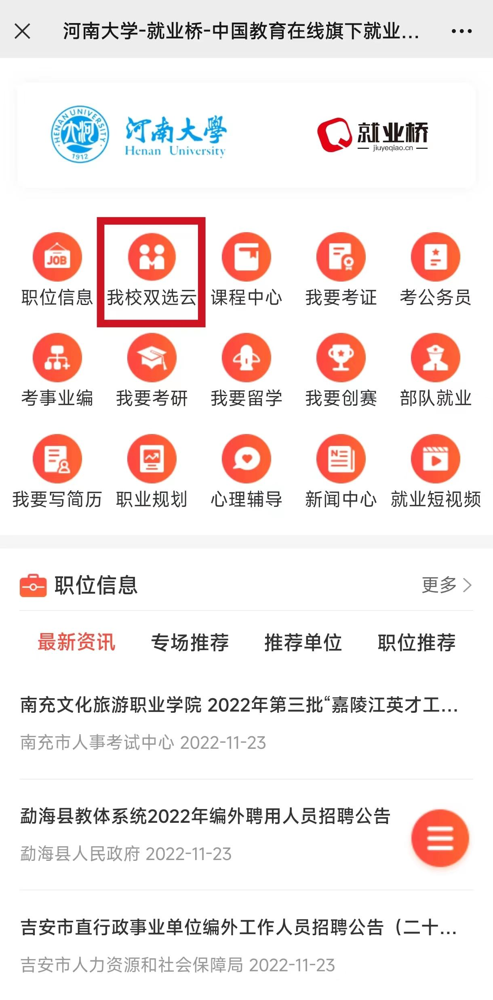 河南大学-就业桥-中国教育在线旗下就业...
HENAN UNIVERSITY
大河
1912
河南大學
Henan University
就业桥
jiuyeqiao.cn
JOB
职位信息 我校双选云 课程中心 我要考证 考公务员
考事业编 我要考研 我要留学 我要创赛 部队就业
N
我要写简历 职业规划 心理辅导 新闻中心 就业短视频
职位信息 更多
最新资讯 专场推荐 推荐单位 职位推荐
南充文化旅游职业学院 2022年第三批“嘉陵江英才工...
南充市人事考试中心 2022-11-23
勐海县教体系统2022年编外聘用人员招聘公告
勐海县人民政府 2022-11-23
吉安市直行政事业单位编外工作人员招聘公告（二十...
吉安市人力资源和社会保障局 2022-11-23